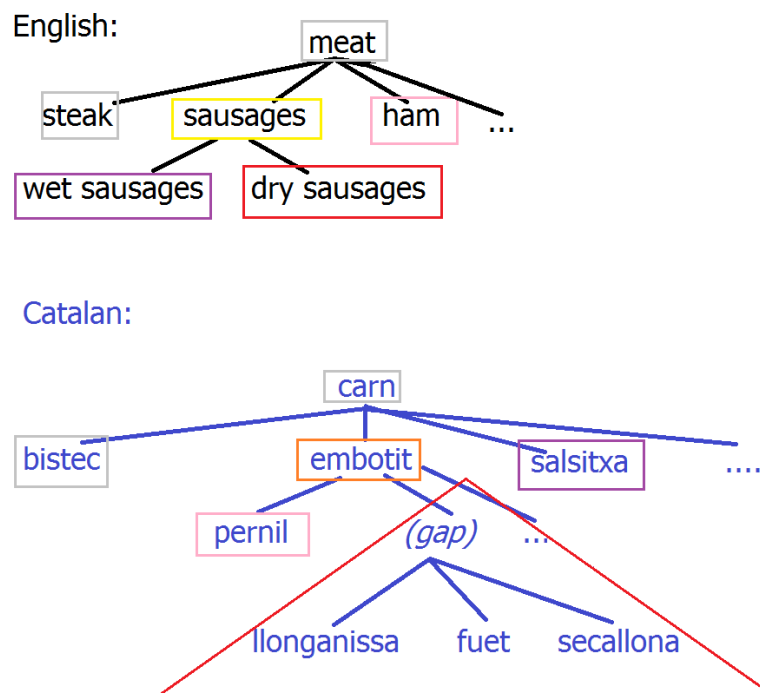 English:
meat
steak sausages ham ...
wet sausages dry sausages
Catalan:
carn
bistec embotit salsitxa ....
pernil (gap) ...
llonganissa fuet secallona